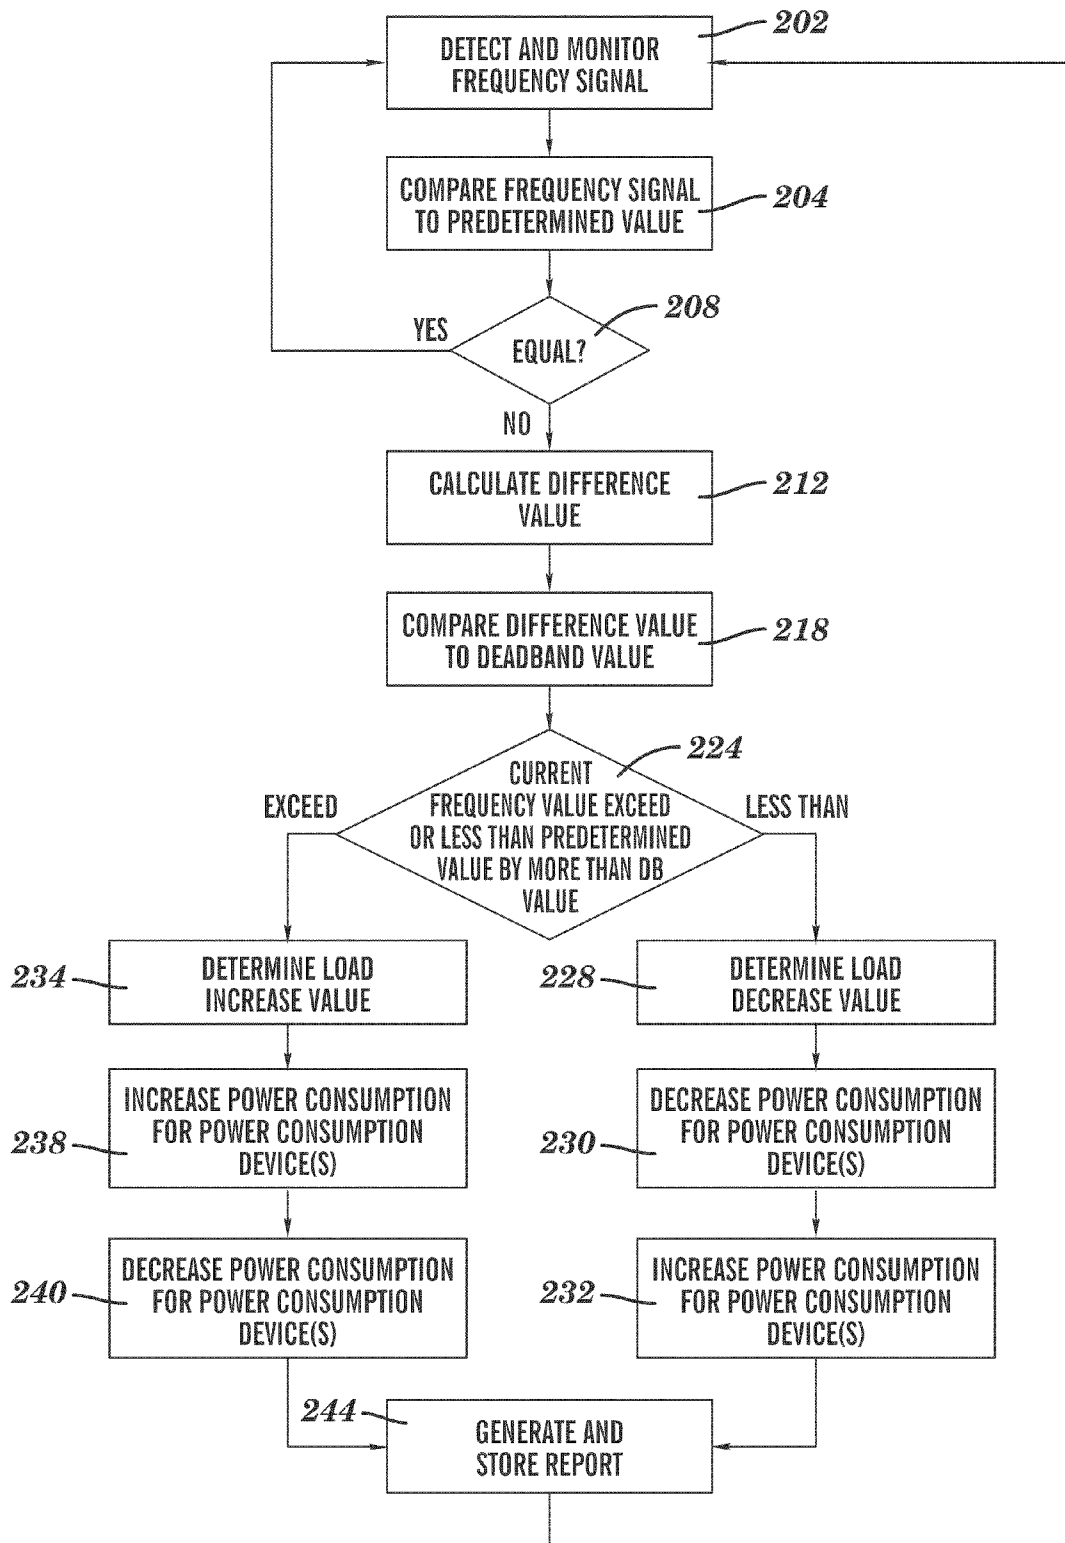 202
DETECT AND MONITOR
FREQUENCY SIGNAL
COMPARE FREQUENCY SIGNAL
TO PREDETERMINED VALUE
204
208
YES
EQUAL?
NO
CALCULATE DIFFERENCE
VALUE
212
COMPARE DIFFERENCE VALUE
TO DEADBAND VALUE
218
224
CURRENT
FREQUENCY VALUE EXCEED
OR LESS THAN PREDETERMINED
VALUE BY MORE THAN DB
VALUE
EXCEED
LESS THAN
234
DETERMINE LOAD
INCREASE VALUE
228
DETERMINE LOAD
DECREASE VALUE
238
INCREASE POWER CONSUMPTION
FOR POWER CONSUMPTION
DEVICE(S)
230
DECREASE POWER CONSUMPTION
FOR POWER CONSUMPTION
DEVICE(S)
240
DECREASE POWER CONSUMPTION
FOR POWER CONSUMPTION
DEVICE(S)
232
INCREASE POWER CONSUMPTION
FOR POWER CONSUMPTION
DEVICE(S)
244
GENERATE AND
STORE REPORT